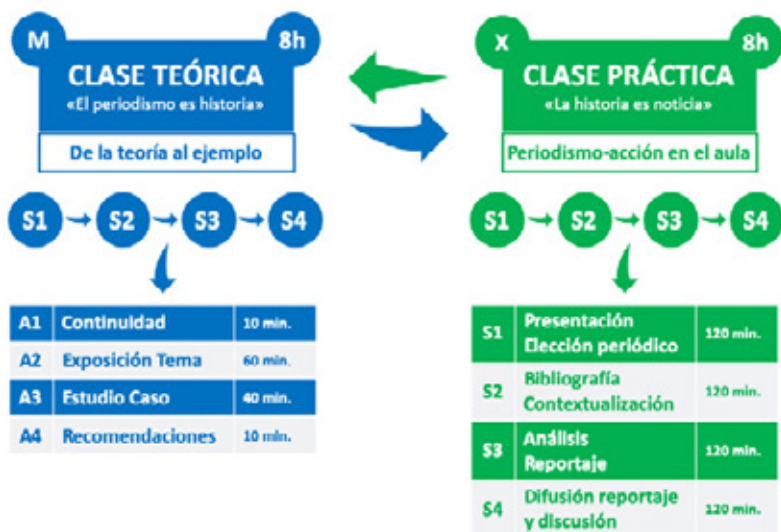 M 8h
CLASE TEÓRICA
«El periodismo es historia»
De la teoría al ejemplo
S1 S2 S3 S4
A1 Continuidad 10 min.
A2 Exposición Tema 60 min.
A3 Estudio Caso 40 min.
A4 Recomendaciones 10 min.
X 8h
CLASE PRÁCTICA
«La historia es noticia»
Periodismo-acción en el aula
S1 S2 S3 S4
S1 Presentación
Elección periódico 120 min.
S2 Bibliografía
Contextualización 120 min.
S3 Análisis
Reportaje 120 min.
S4 Difusión reportaje
y discusión 120 min.